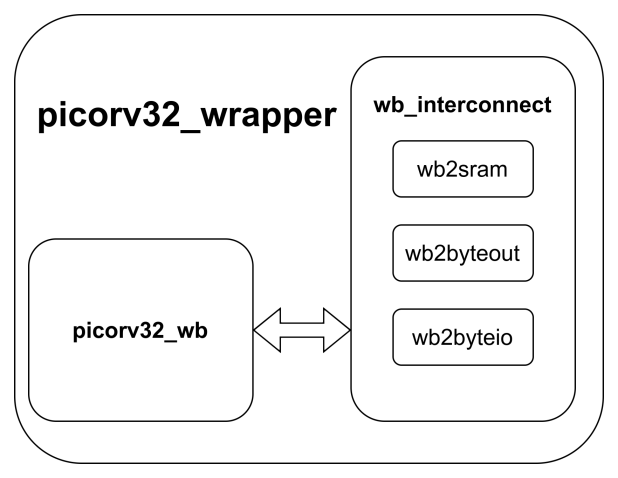 picorv32_wrapper
wb_interconnect
wb2sram
wb2byteout
wb2byteio
picorv32_wb